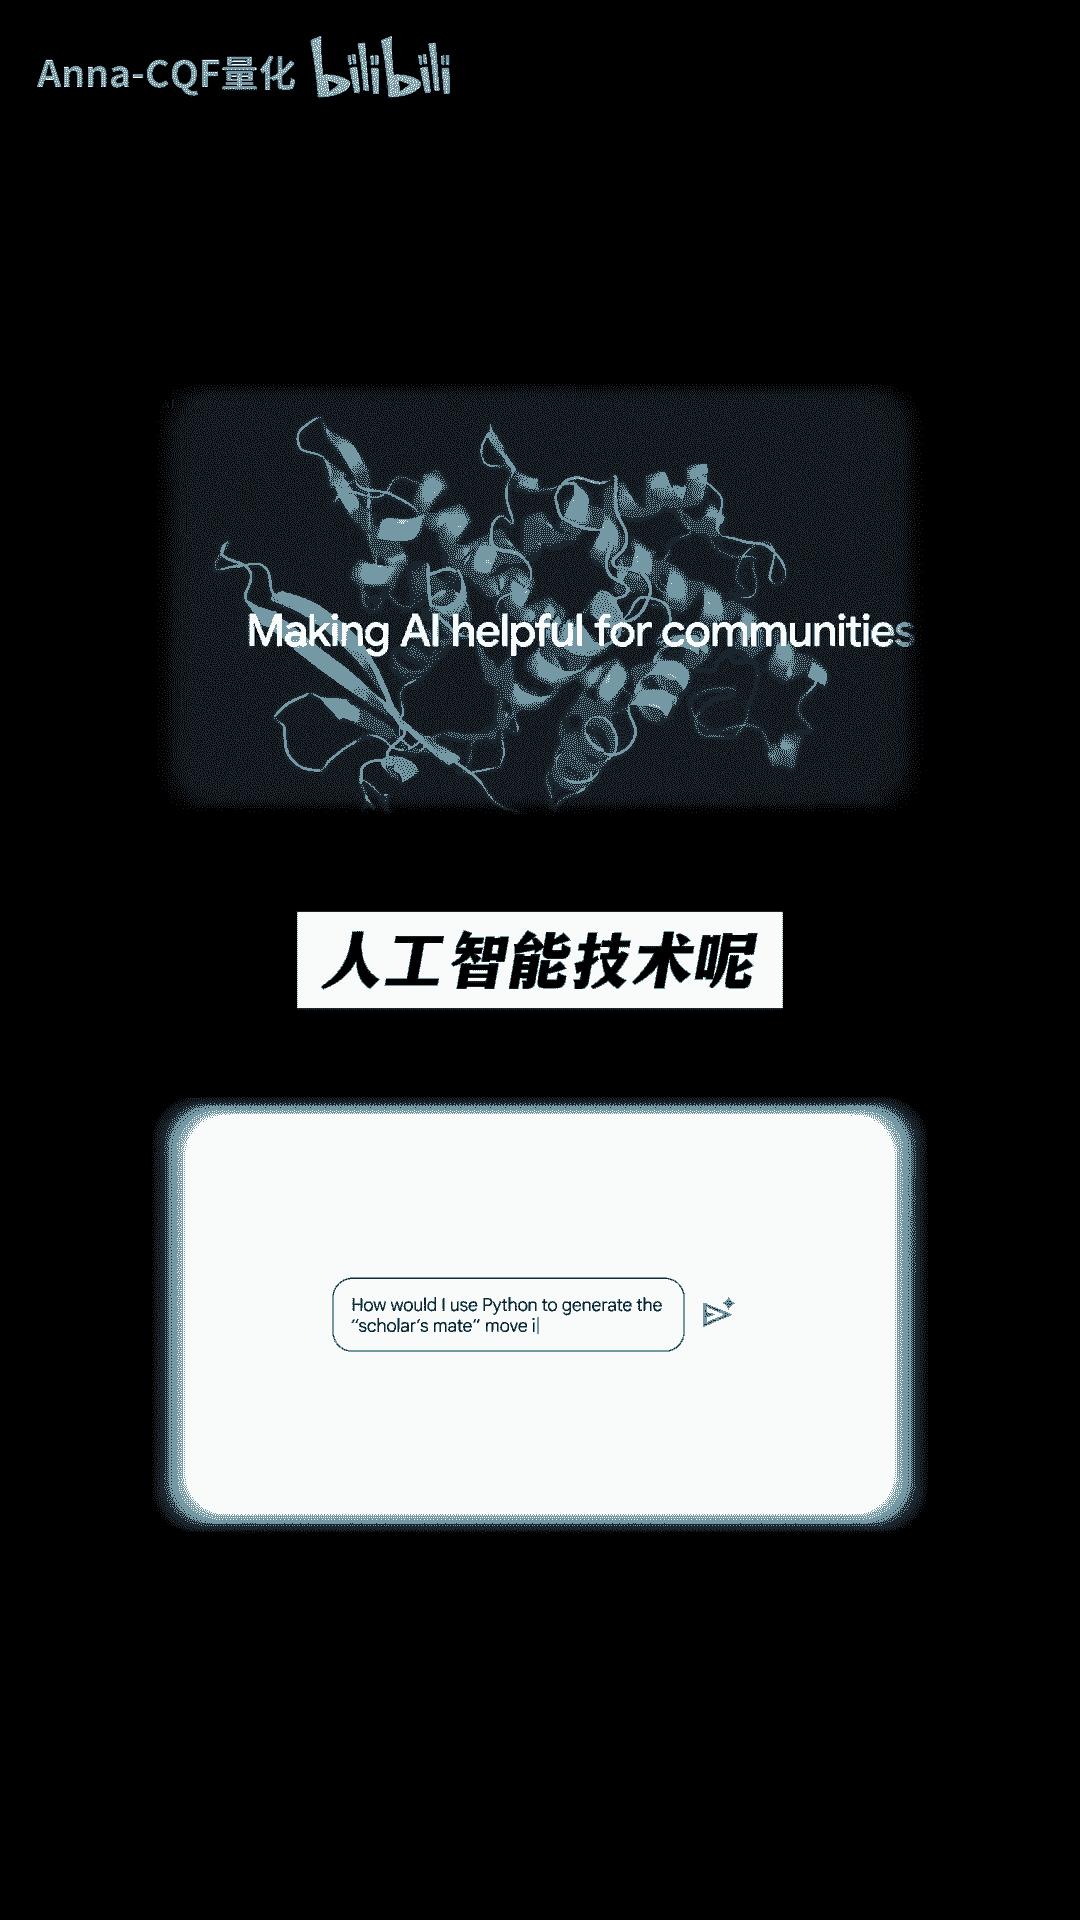 Anna-CQF量化 bilibili
Making AI helpful for communities
人工智能技术呢
How would I use Python to generate the
“scholar’s mate” move i